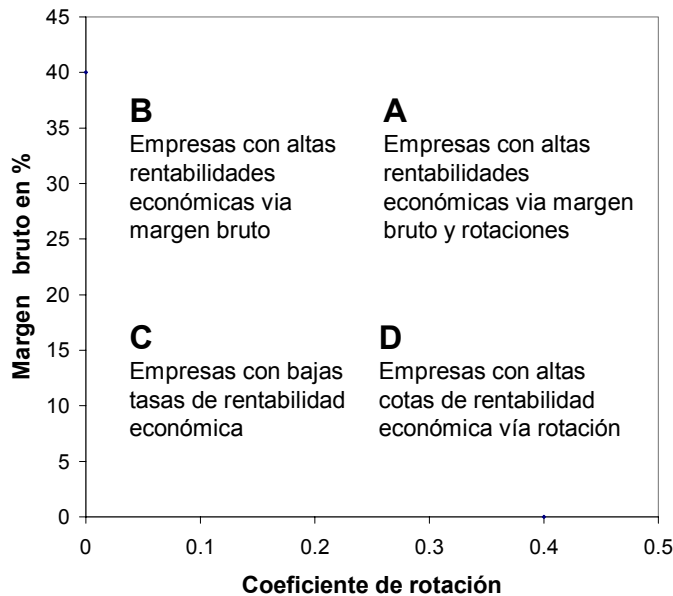 45
40
35
30
25
20
15
10
5
0
Margen bruto en %
B
Empresas con altas
rentabilidades
económicas via
margen bruto
A
Empresas con altas
rentabilidades
económicas via margen
bruto y rotaciones
C
Empresas con bajas
tasas de rentabilidad
económica
D
Empresas con altas
cotas de rentabilidad
económica vía rotación
0 0.1 0.2 0.3 0.4 0.5
Coeficiente de rotación